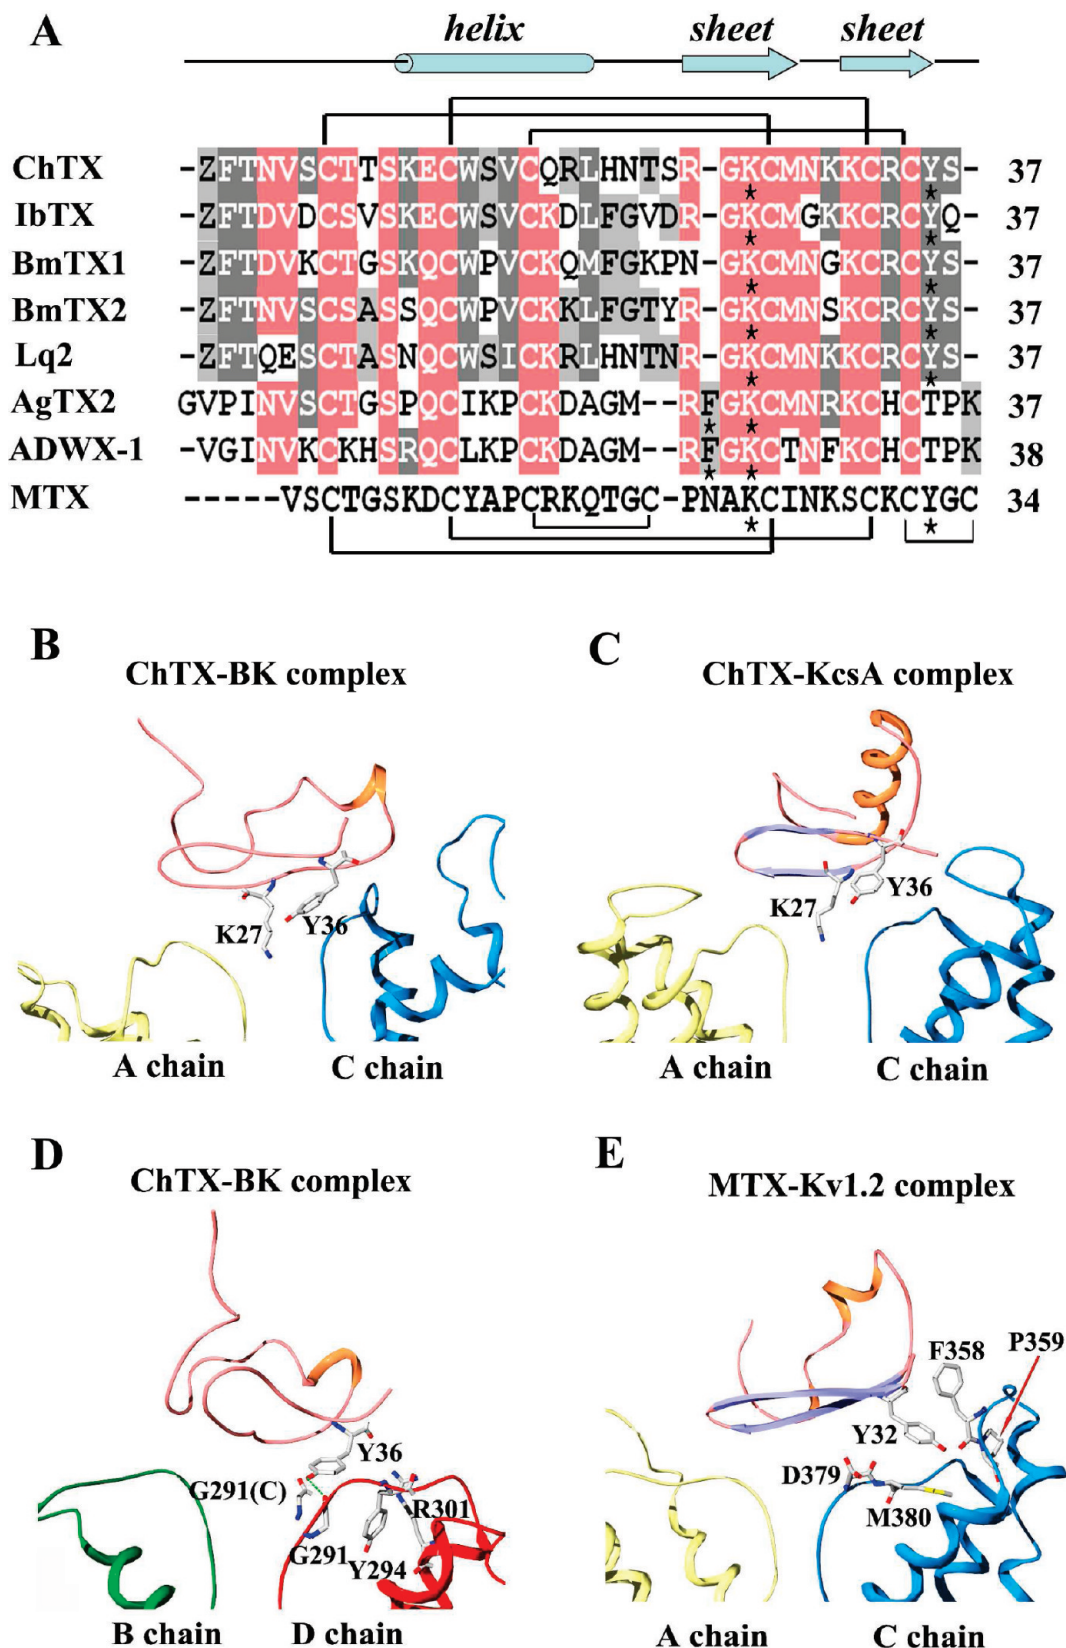 A
helix sheet sheet
ChTX -ZFTNVSCTTSKECWSVCQRLHNTSR-GKCMNKKCRCYS- 37
* *
IbTX -ZFTDVDCSVSKECWSVCKDLFGVDR-GKCMGKKCRCYQ- 37
* *
BmTX1 -ZFTDVKCTGSKQCWPVCKQMFGKPN-GKCMNGKCRCYS- 37
* *
BmTX2 -ZFTNVSCSASSQCWPVCKKLFGTYR-GKCMNSKCRCYS- 37
* *
Lq2 -ZFTQESCTASNQCWSICKRLHNTNR-GKCMNKKCRCYS- 37
* *
AgTX2 GVPINVSCTGSPQCIKPCKDAGM--RFGKCMNRKCHCTPK 37
* *
ADWX-1 -VGINVKCKHSRQCLKPCKDAGM--RFGKCTNFKCHCTPK 38
* *
MTX -----VSCTGSKDCYAPCRKQTGC-PNAKCINKSCKCYGC 34
* *
B
ChTX-BK complex
K27
Y36
A chain C chain
C
ChTX-KcsA complex
K27
Y36
A chain C chain
D
ChTX-BK complex
Y36
G291(C)
R301
G291
Y294
B chain D chain
E
MTX-Kv1.2 complex
P359
F358
Y32
D379
M380
A chain C chain